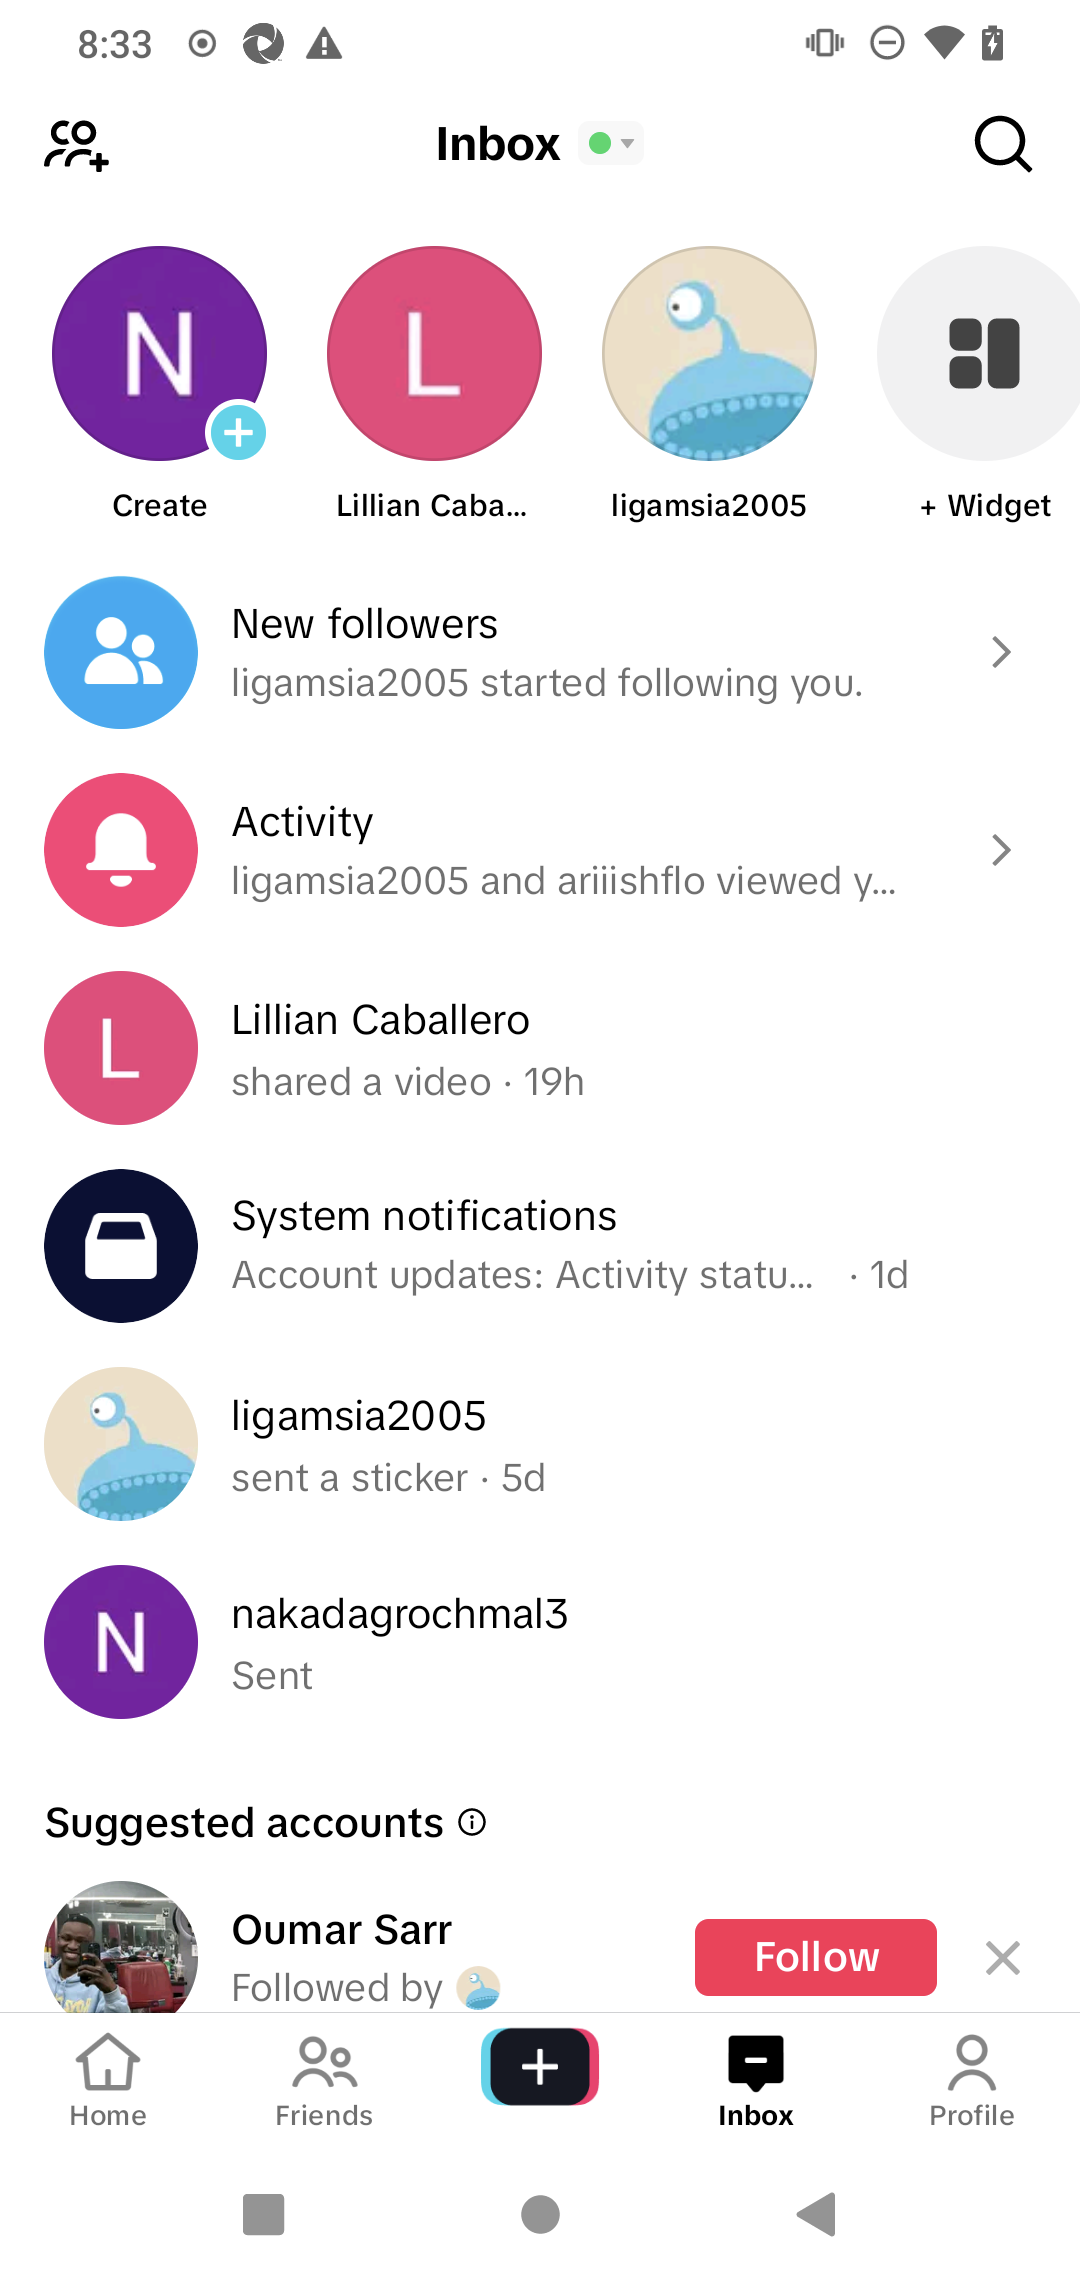 8:33
Inbox
N
L
Create
Lillian Caba...
ligamsia2005
+ Widget
New followers
ligamsia2005 started following you.
Activity
ligamsia2005 and ariiishflo viewed y...
L
Lillian Caballero
shared a video · 19h
System notifications
Account updates: Activity statu... · 1d
ligamsia2005
sent a sticker · 5d
N
nakadagrochmal3
Sent
Suggested accounts
Oumar Sarr
Followed by
Follow
Home
Friends
Inbox
Profile